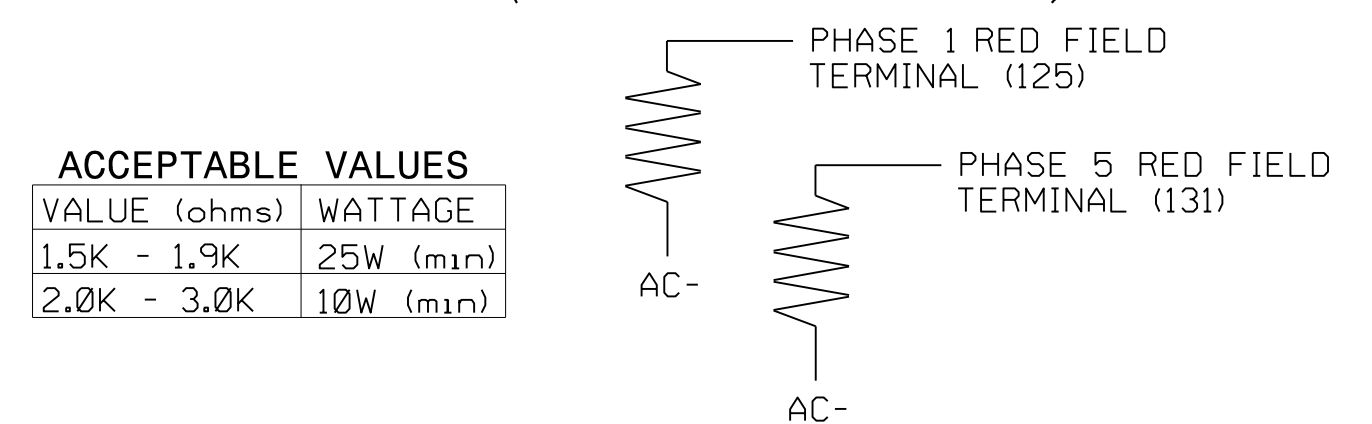 PHASE 1 RED FIELD
TERMINAL (125)
ACCEPTABLE VALUES
VALUE (ohms) WATTAGE
1.5K - 1.9K 25W (min)
2.0K - 3.0K 10W (min)
AC-
PHASE 5 RED FIELD
TERMINAL (131)
AC-